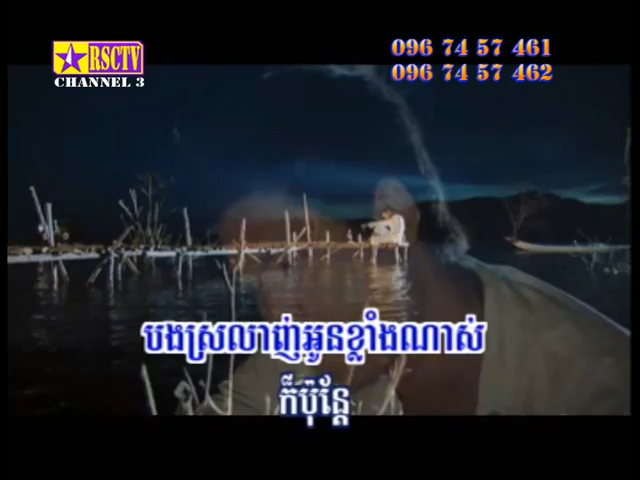 RSCTV
CHANNEL 3
096 74 57 461
096 74 57 462
បងស្រលាញ់អូនខ្លាំងណាស់
ក៏ប៉ុន្តែ